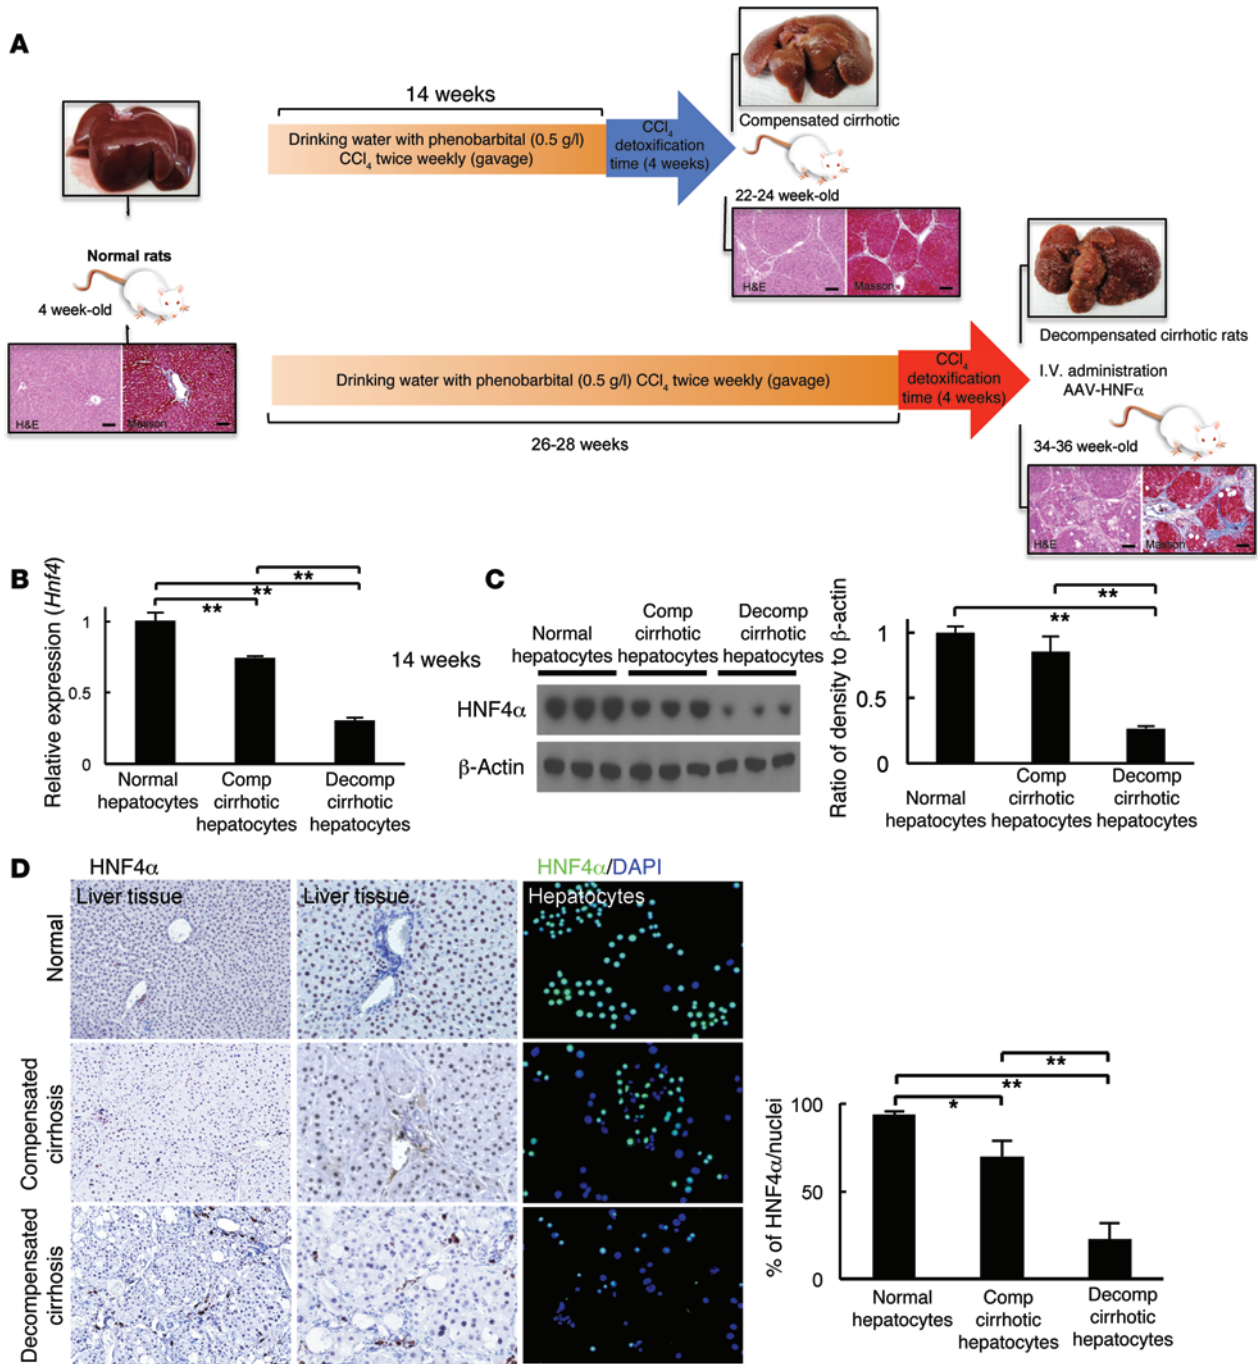 A
14 weeks
Drinking water with phenobarbital (0.5 g/l)
CCl4 twice weekly (gavage)
CCl4
detoxification
time (4 weeks)
Compensated cirrhotic
22-24 week-old
H&E
Masson
Normal rats
4 week-old
H&E
Masson
Drinking water with phenobarbital (0.5 g/l) CCl4 twice weekly (gavage)
CCl4
detoxification
time (4 weeks)
26-28 weeks
Decompensated cirrhotic rats
I.V. administration
AAV-HNFα
34-36 week-old
H&E
Masson
B
Relative expression (Hnf4)
1
0.5
0
**
**
**
Normal
hepatocytes
Comp
cirrhotic
hepatocytes
Decomp
cirrhotic
hepatocytes
C
14 weeks
Normal
hepatocytes
Comp
cirrhotic
hepatocytes
Decomp
cirrhotic
hepatocytes
HNF4α
β-Actin
Ratio of density to β-actin
1
0.5
0
**
**
Normal
hepatocytes
Comp
cirrhotic
hepatocytes
Decomp
cirrhotic
hepatocytes
D
HNF4α
HNF4α/DAPI
Liver tissue
Liver tissue
Hepatocytes
Normal
Compensated
cirrhosis
Decompensated
cirrhosis
% of HNF4α/nuclei
100
50
0
**
**
*
Normal
hepatocytes
Comp
cirrhotic
hepatocytes
Decomp
cirrhotic
hepatocytes